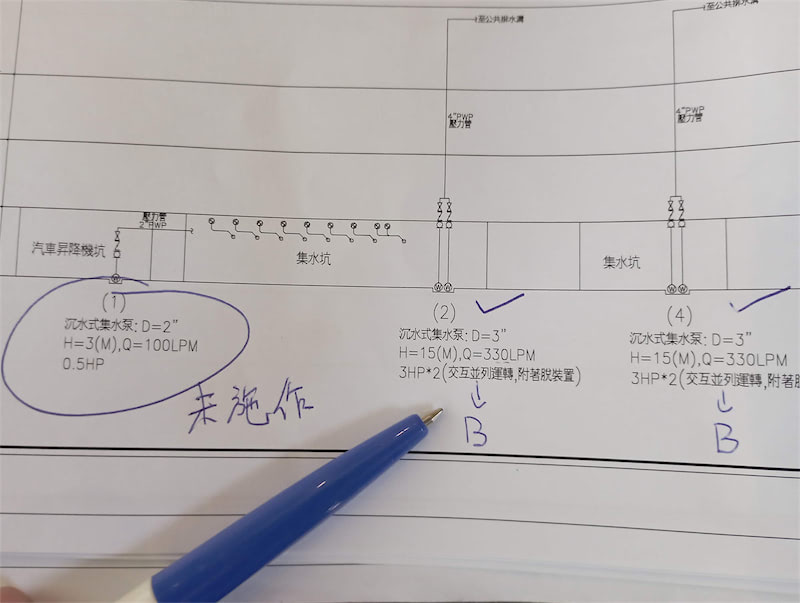 至公共排水溝
至公共排水溝
4"PWP
壓力管
4"PWP
壓力管
壓力管
2"PWP
汽車昇降機坑
集水坑
集水坑
(1)
沉水式集水泵: D=2"
H=3(M),Q=100LPM
0.5HP
未施作
(2)
沉水式集水泵: D=3"
H=15(M),Q=330LPM
3HP*2(交互並列運轉,附著脫裝置)
B
(4)
沉水式集水泵: D=3"
H=15(M),Q=330LPM
3HP*2(交互並列運轉,附著脫
B